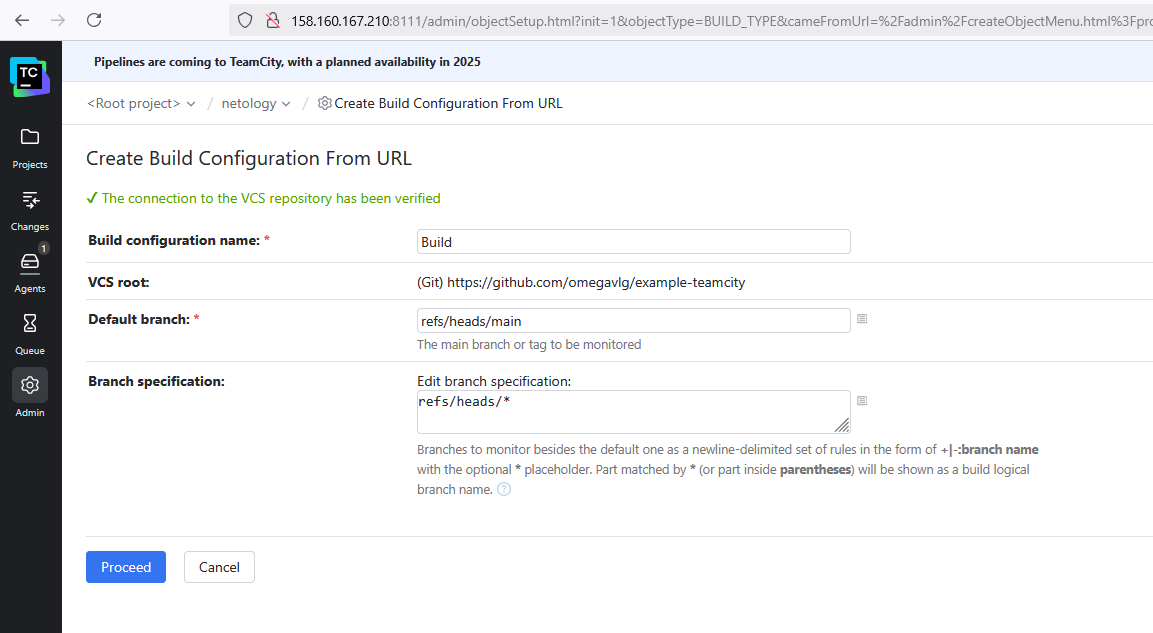 158.160.167.210:8111/admin/objectSetup.html?init=1&objectType=BUILD_TYPE&cameFromUrl=%2Fadmin%2FcreateObjectMenu.html%3Fpro
TC
Pipelines are coming to TeamCity, with a planned availability in 2025
<Root project> / netology / Create Build Configuration From URL
Projects
Changes
1
Agents
Queue
Admin
Create Build Configuration From URL
✓ The connection to the VCS repository has been verified
Build configuration name: * Build
VCS root: (Git) https://github.com/omegavlg/example-teamcity
Default branch: * refs/heads/main
The main branch or tag to be monitored
Branch specification: Edit branch specification:
refs/heads/*
Branches to monitor besides the default one as a newline-delimited set of rules in the form of +|-:branch name
with the optional * placeholder. Part matched by * (or part inside parentheses) will be shown as a build logical
branch name. ?
Proceed Cancel